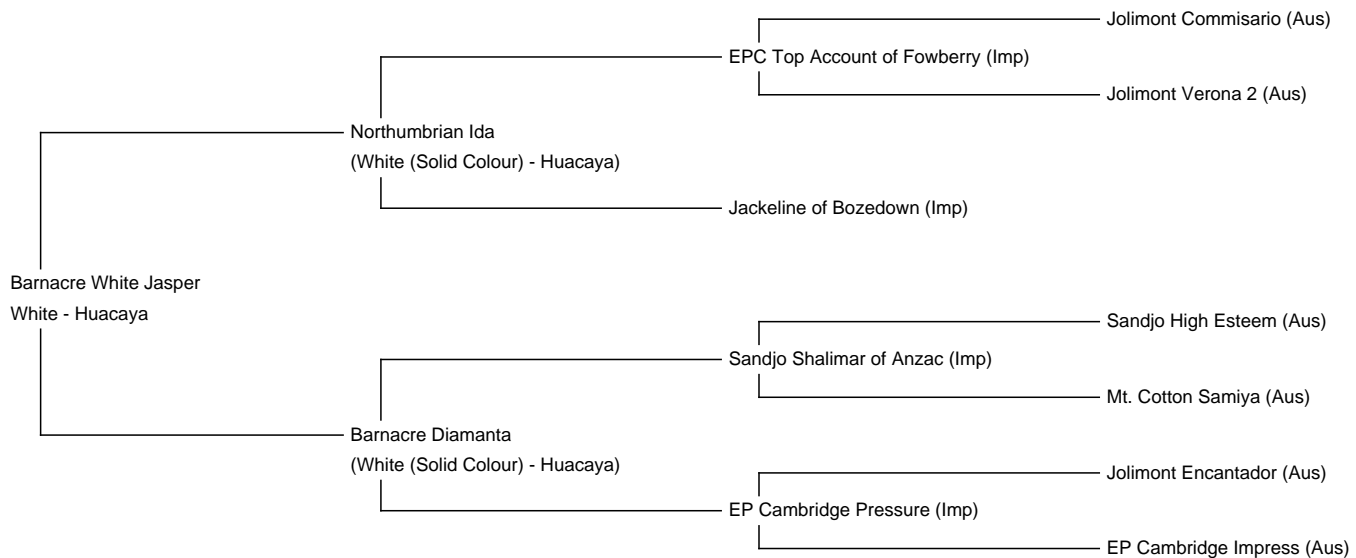 Jolimont Commisario (Aus)
EPC Top Account of Fowberry (Imp)
Jolimont Verona 2 (Aus)
Northumbrian Ida
(White (Solid Colour) - Huacaya)
Jackeline of Bozedown (Imp)
Barnacre White Jasper
White - Huacaya
Sandjo High Esteem (Aus)
Sandjo Shalimar of Anzac (Imp)
Mt. Cotton Samiya (Aus)
Barnacre Diamanta
(White (Solid Colour) - Huacaya)
Jolimont Encantador (Aus)
EP Cambridge Pressure (Imp)
EP Cambridge Impress (Aus)